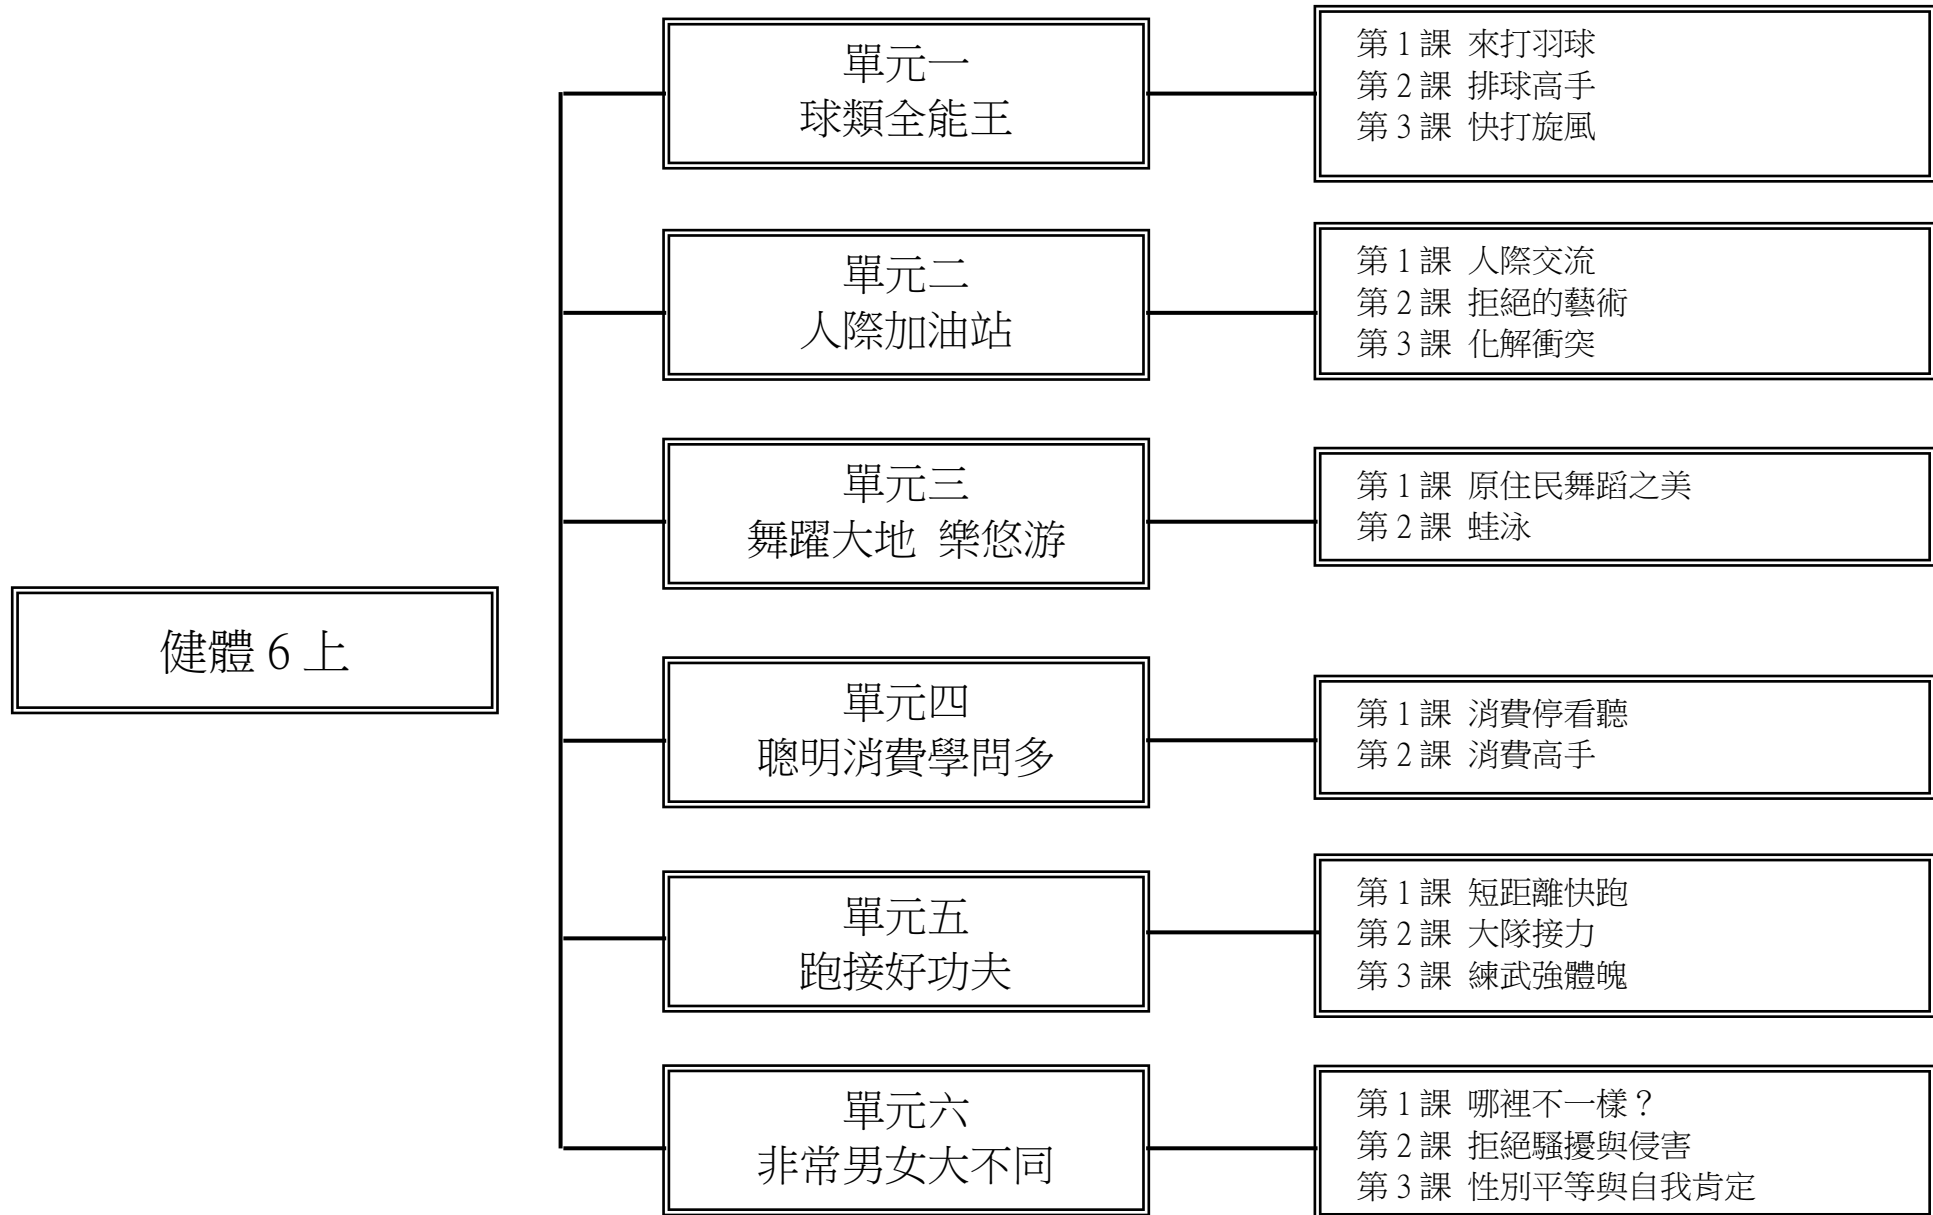 健體 6 上
單元一
球類全能王
第 1 課 來打羽球
第 2 課 排球高手
第 3 課 快打旋風
單元二
人際加油站
第 1 課 人際交流
第 2 課 拒絕的藝術
第 3 課 化解衝突
單元三
舞躍大地 樂悠游
第 1 課 原住民舞蹈之美
第 2 課 蛙泳
單元四
聰明消費學問多
第 1 課 消費停看聽
第 2 課 消費高手
單元五
跑接好功夫
第 1 課 短距離快跑
第 2 課 大隊接力
第 3 課 練武強體魄
單元六
非常男女大不同
第 1 課 哪裡不一樣？
第 2 課 拒絕騷擾與侵害
第 3 課 性別平等與自我肯定